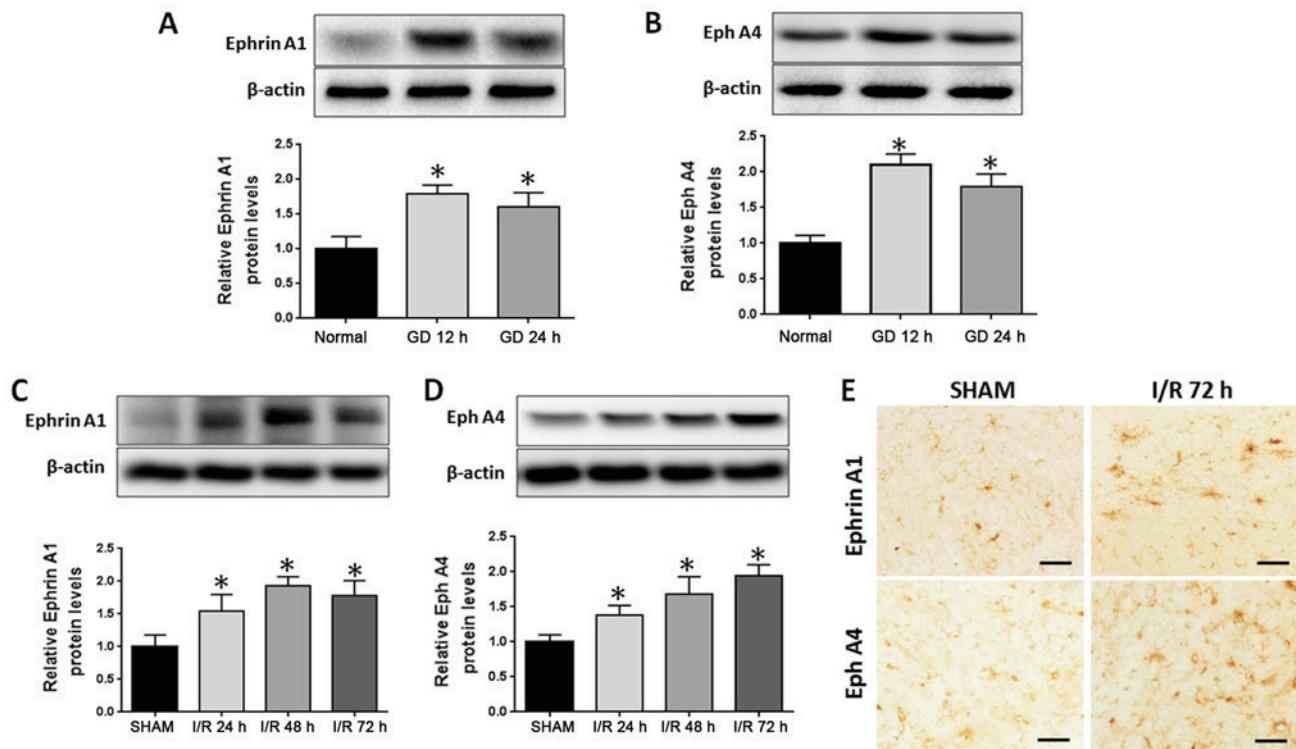 A
Ephrin A1
β-actin
Relative Ephrin A1
protein levels
2.5
2.0
1.5
1.0
0.5
0.0
*
*
Normal
GD 12 h
GD 24 h
B
Eph A4
β-actin
Relative Eph A4
protein levels
2.5
2.0
1.5
1.0
0.5
0.0
*
*
Normal
GD 12 h
GD 24 h
C
Ephrin A1
β-actin
Relative Ephrin A1
protein levels
2.5
2.0
1.5
1.0
0.5
0.0
*
*
*
SHAM
I/R 24 h
I/R 48 h
I/R 72 h
D
Eph A4
β-actin
Relative Eph A4
protein levels
2.5
2.0
1.5
1.0
0.5
0.0
*
*
*
SHAM
I/R 24 h
I/R 48 h
I/R 72 h
E
SHAM
I/R 72 h
Ephrin A1
Eph A4